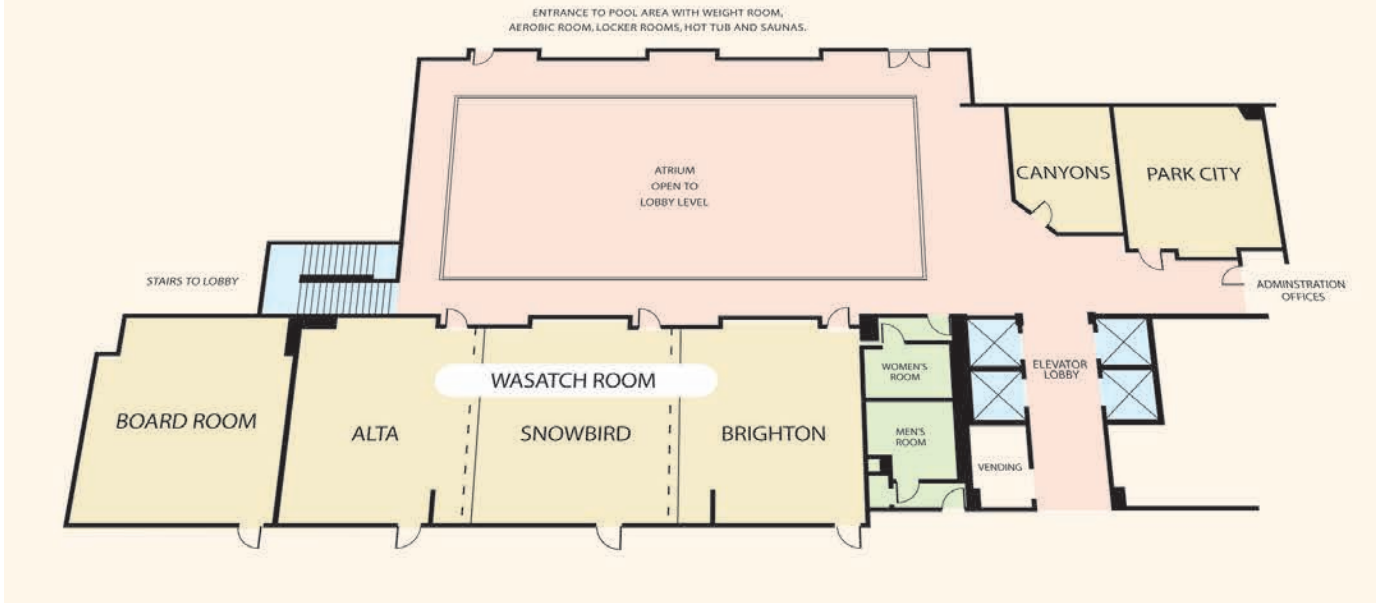 ENTRANCE TO POOL AREA WITH WEIGHT ROOM,
AEROBIC ROOM, LOCKER ROOMS, HOT TUB AND SAUNAS.
ATRIUM
OPEN TO
LOBBY LEVEL
CANYONS
PARK CITY
STAIRS TO LOBBY
ADMINSTRATION
OFFICES
WASATCH ROOM
BOARD ROOM
ALTA
SNOWBIRD
BRIGHTON
WOMEN'S
ROOM
MEN'S
ROOM
ELEVATOR
LOBBY
VENDING